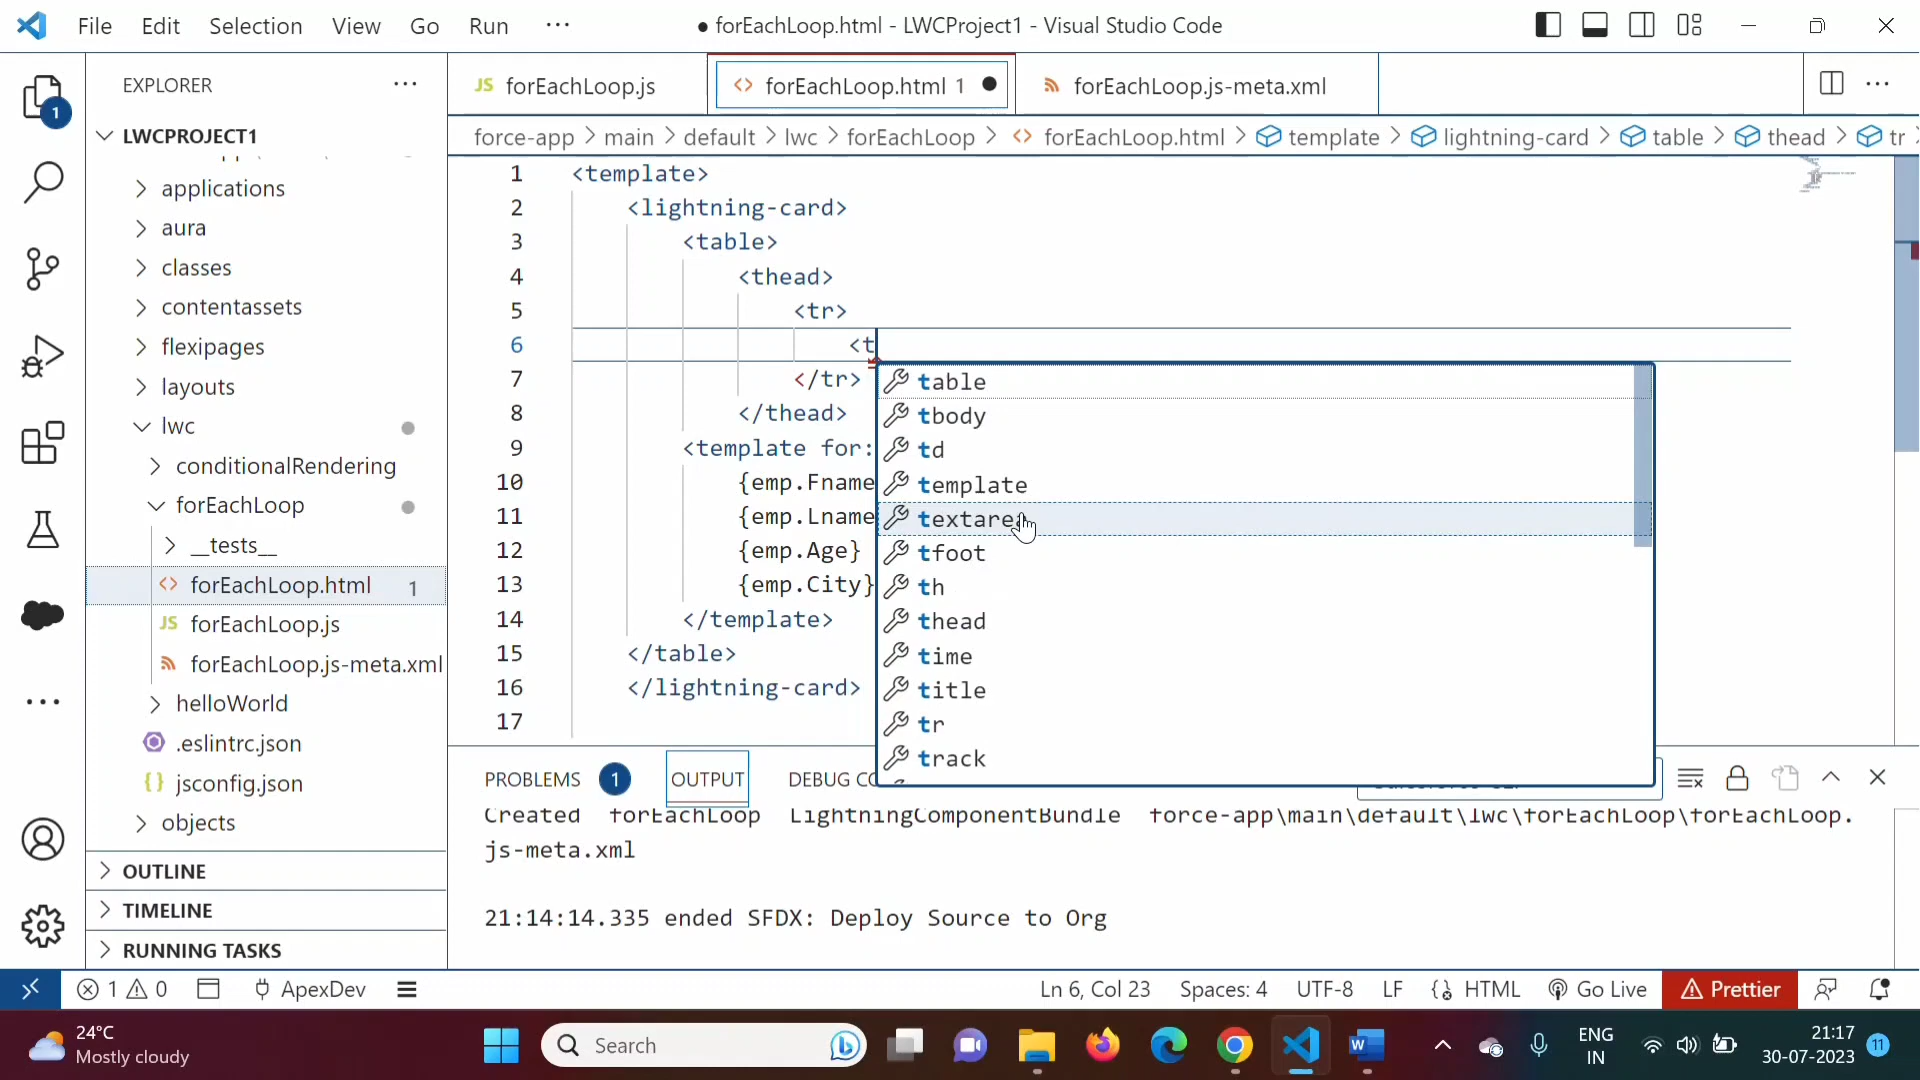 File Edit Selection View Go Run ··· ● forEachLoop.html - LWCProject1 - Visual Studio Code
EXPLORER ···
JS forEachLoop.js <> forEachLoop.html 1 ● forEachLoop.js-meta.xml ···
force-app > main > default > lwc > forEachLoop > <> forEachLoop.html > template > lightning-card > table > thead > tr >
1
LWCPROJECT1
applications
aura
classes
contentassets
flexipages
layouts
lwc
conditionalRendering
forEachLoop
__tests__
<> forEachLoop.html 1
JS forEachLoop.js
forEachLoop.js-meta.xml
helloWorld
.eslintrc.json
{} jsconfig.json
objects
OUTLINE
TIMELINE
RUNNING TASKS
1 <template>
2 <lightning-card>
3 <table>
4 <thead>
5 <tr>
6 <t
7 </tr>
8 </thead>
9 <template for:
10 {emp.Fname
11 {emp.Lname
12 {emp.Age}
13 {emp.City}
14 </template>
15 </table>
16 </lightning-card>
17
table
tbody
td
template
textarea
tfoot
th
thead
time
title
tr
track
PROBLEMS 1 OUTPUT DEBUG CO
Created forEachLoop LightningComponentBundle force-app\main\default\lwc\forEachLoop\forEachLoop.
js-meta.xml
21:14:14.335 ended SFDX: Deploy Source to Org
1 0 ApexDev Ln 6, Col 23 Spaces: 4 UTF-8 LF HTML Go Live Prettier
24°C
Mostly cloudy
Search
W
ENG
IN
21:17
30-07-2023
11